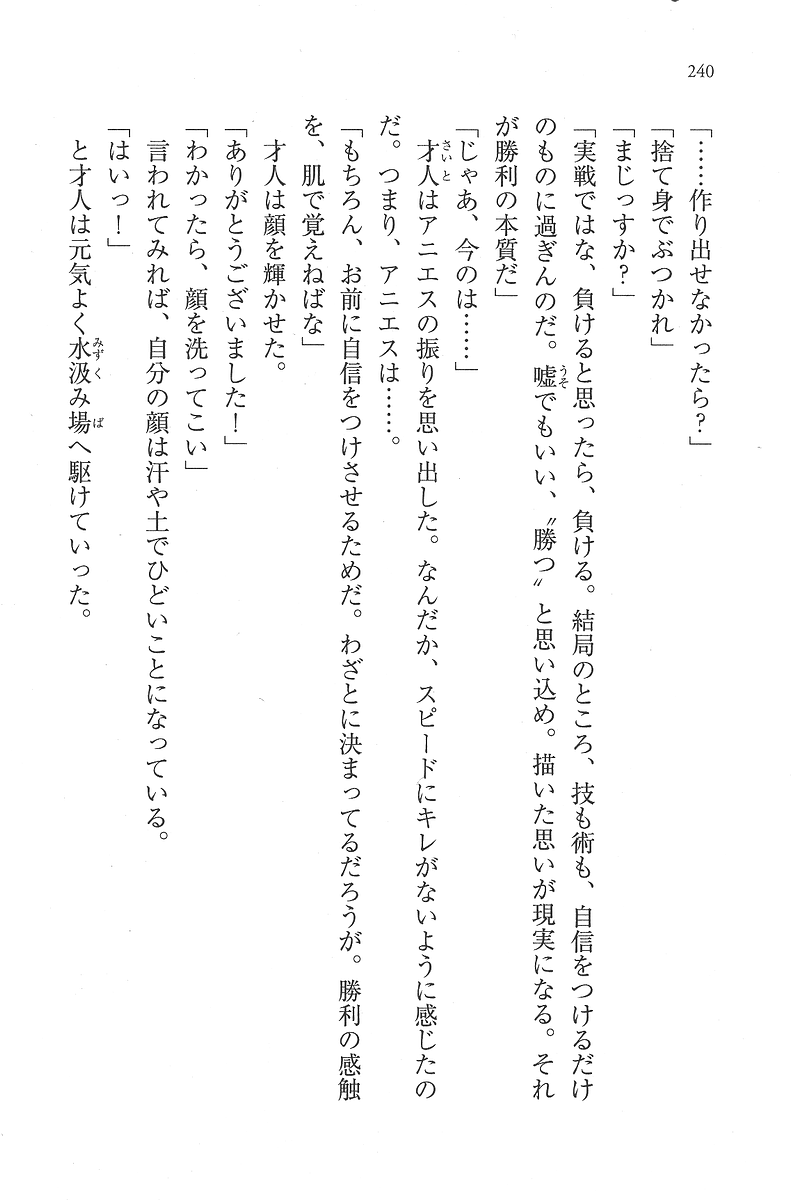 240
「……作り出せなかったら?」
「捨て身でぶつかれ」
「まじっすか?」
「実戦ではな、負けると思ったら、負ける。結局のところ、技も術も、自信をつけるだけ
のものに過ぎんのだ。嘘でもいい、〝勝つ〟と思い込め。描いた思いが現実になる。それ
が勝利の本質だ」
「じゃあ、今のは……」
才人はアニエスの振りを思い出した。なんだか、スピードにキレがないように感じたの
だ。つまり、アニエスは……。
「もちろん、お前に自信をつけさせるためだ。わざとに決まってるだろうが。勝利の感触
を、肌で覚えねばな」
才人は顔を輝かせた。
「ありがとうございました!」
「わかったら、顔を洗ってこい」
言われてみれば、自分の顔は汗や土でひどいことになっている。
「はいっ!」
と才人は元気よく水汲み場へ駆けていった。